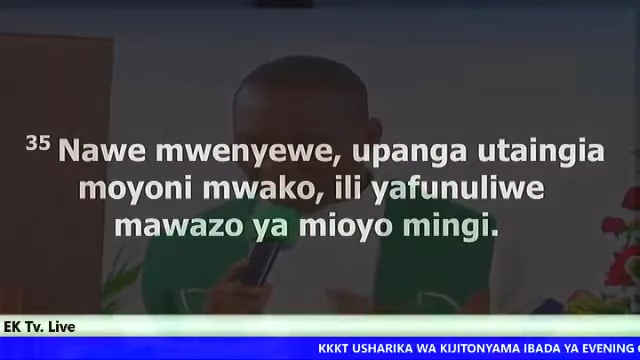 35 Nawe mwenyewe, upanga utaingia
moyoni mwako, ili yafunuliwe
mawazo ya mioyo mingi.
EK Tv. Live
KKKT USHARIKA WA KIJITONYAMA IBADA YA EVENING